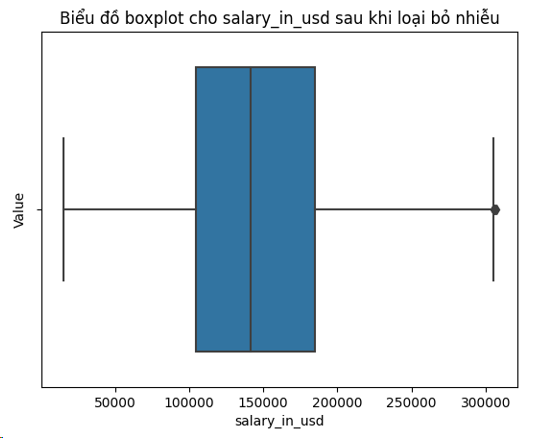 Biểu đồ boxplot cho salary_in_usd sau khi loại bỏ nhiễu
Value
50000 100000 150000 200000 250000 300000
salary_in_usd